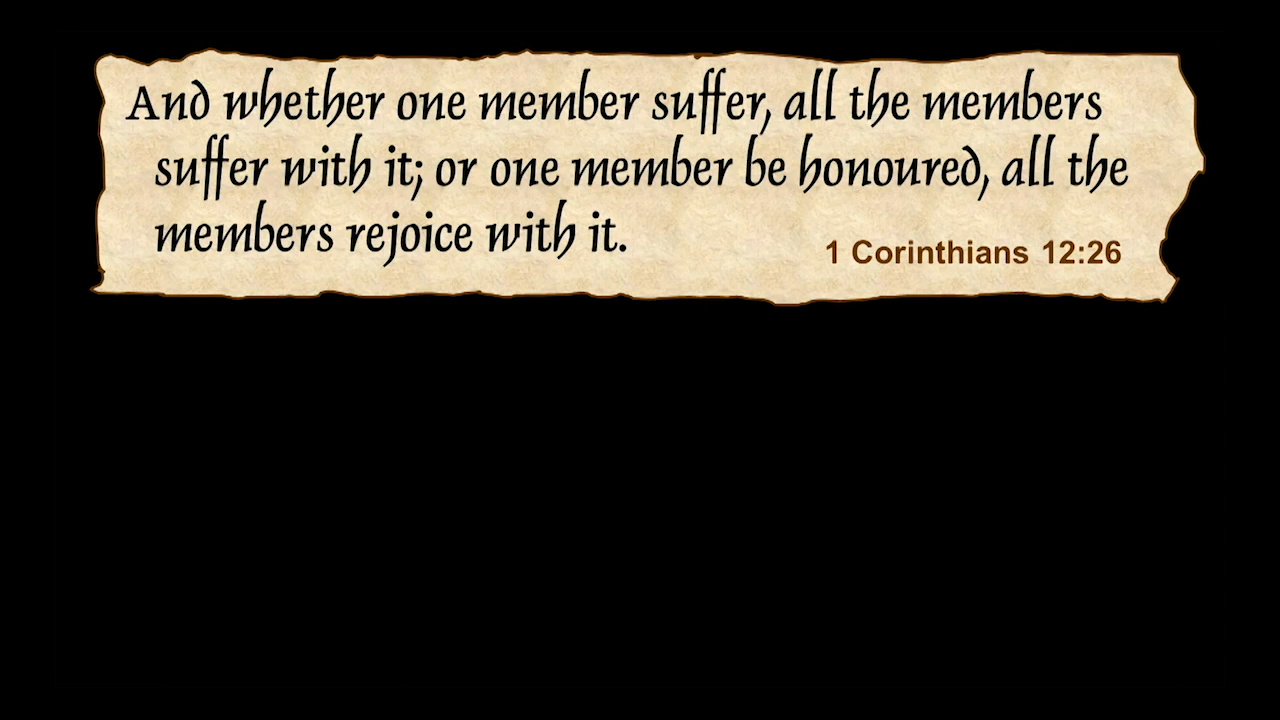 And whether one member suffer, all the members
suffer with it; or one member be honoured, all the
members rejoice with it.
1 Corinthians 12:26